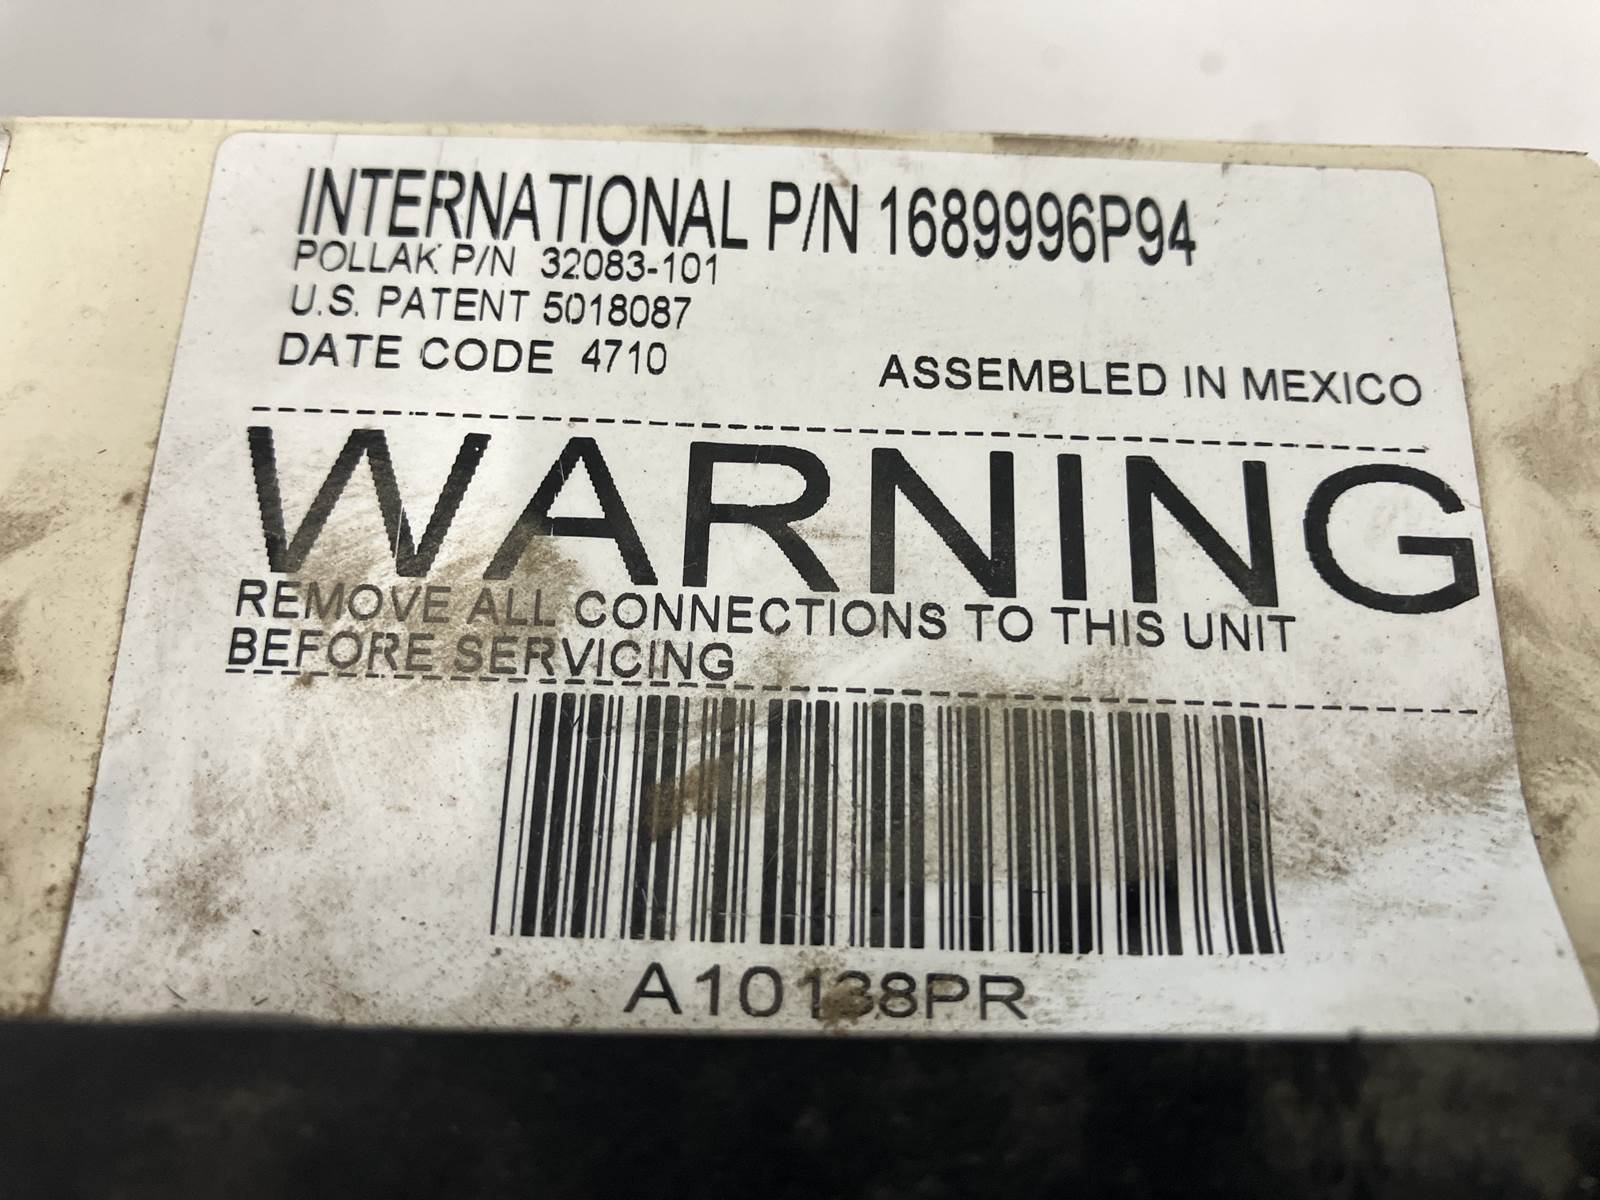 INTERNATIONAL P/N 1689996P94
POLLAK P/N 32083-101
U.S. PATENT 5018087
DATE CODE 4710
ASSEMBLED IN MEXICO
WARNING
REMOVE ALL CONNECTIONS TO THIS UNIT
BEFORE SERVICING
A10138PR